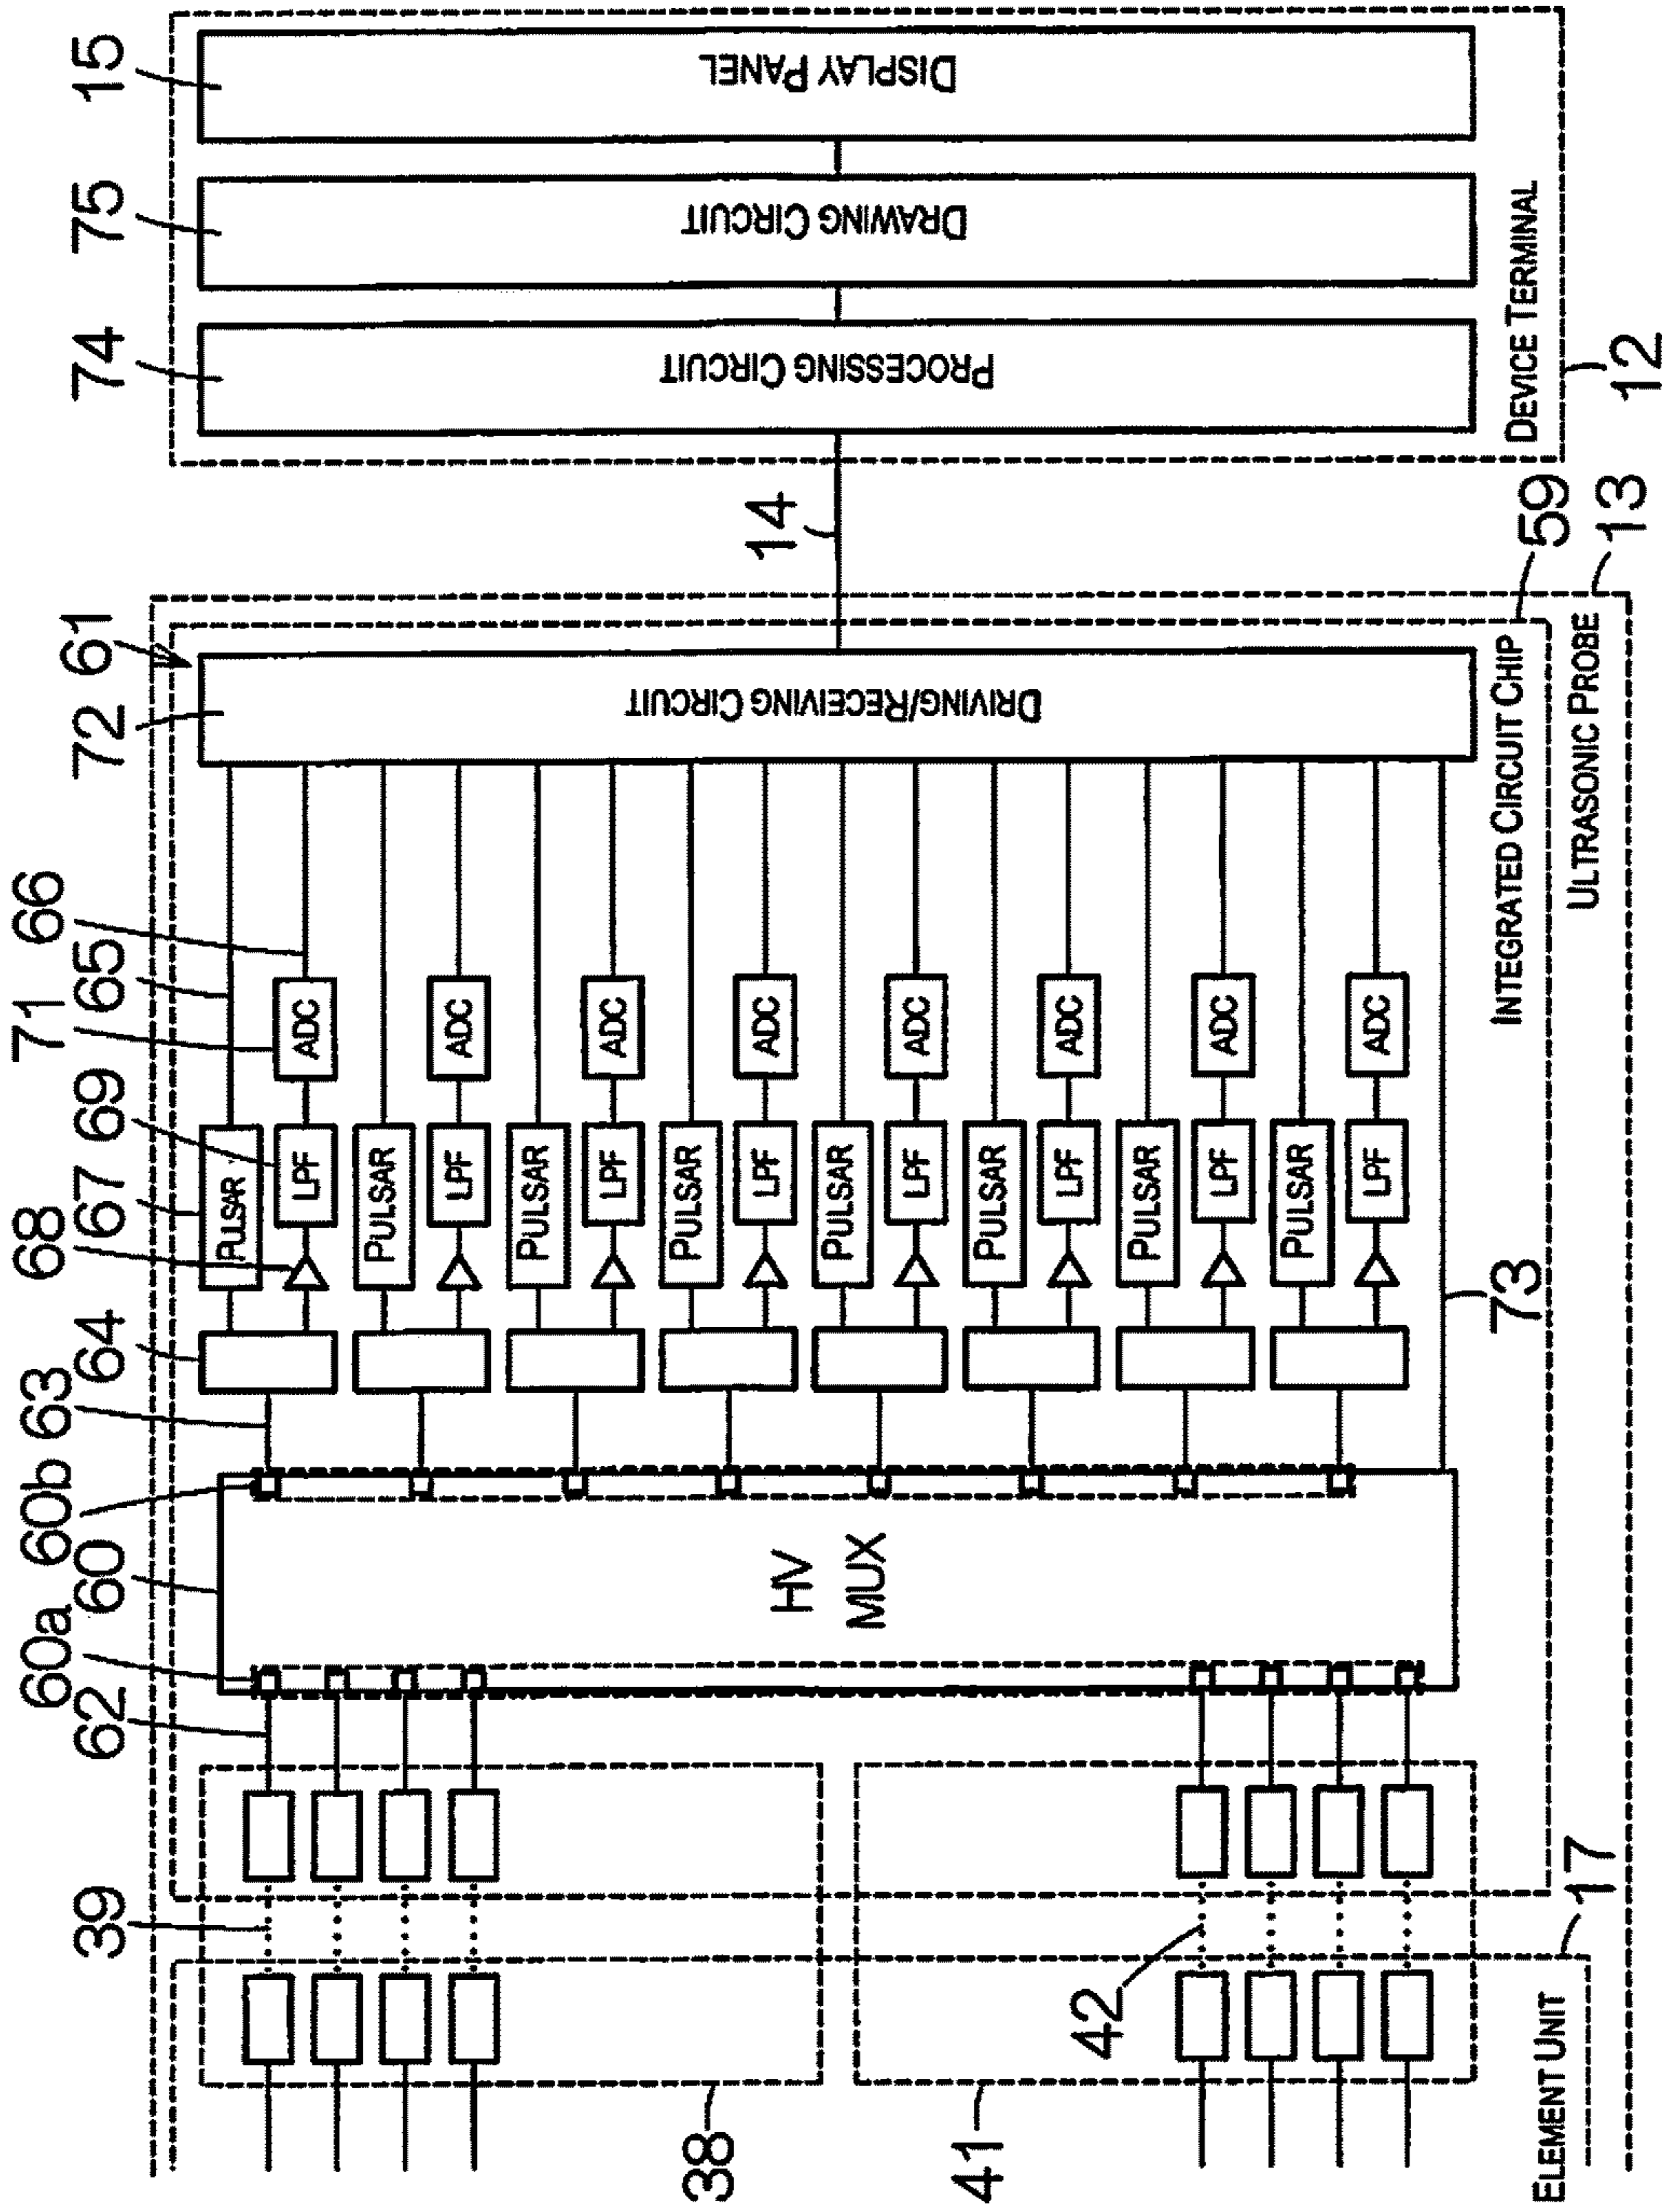 15
75
74
DISPLAY PANEL
DRAWING CIRCUIT
PROCESSING CIRCUIT
DEVICE TERMINAL
12
14
59
13
61
72
DRIVING/RECEIVING CIRCUIT
INTEGRATED CIRCUIT CHIP
ULTRASONIC PROBE
66
65
71
69
67
68
64
63
60b
60
60a
62
ADC
ADC
ADC
ADC
ADC
ADC
ADC
ADC
PULSAR
LPF
PULSAR
LPF
PULSAR
LPF
PULSAR
LPF
PULSAR
LPF
PULSAR
LPF
PULSAR
LPF
PULSAR
LPF
73
HV
MUX
39
42
17
38
41
ELEMENT UNIT